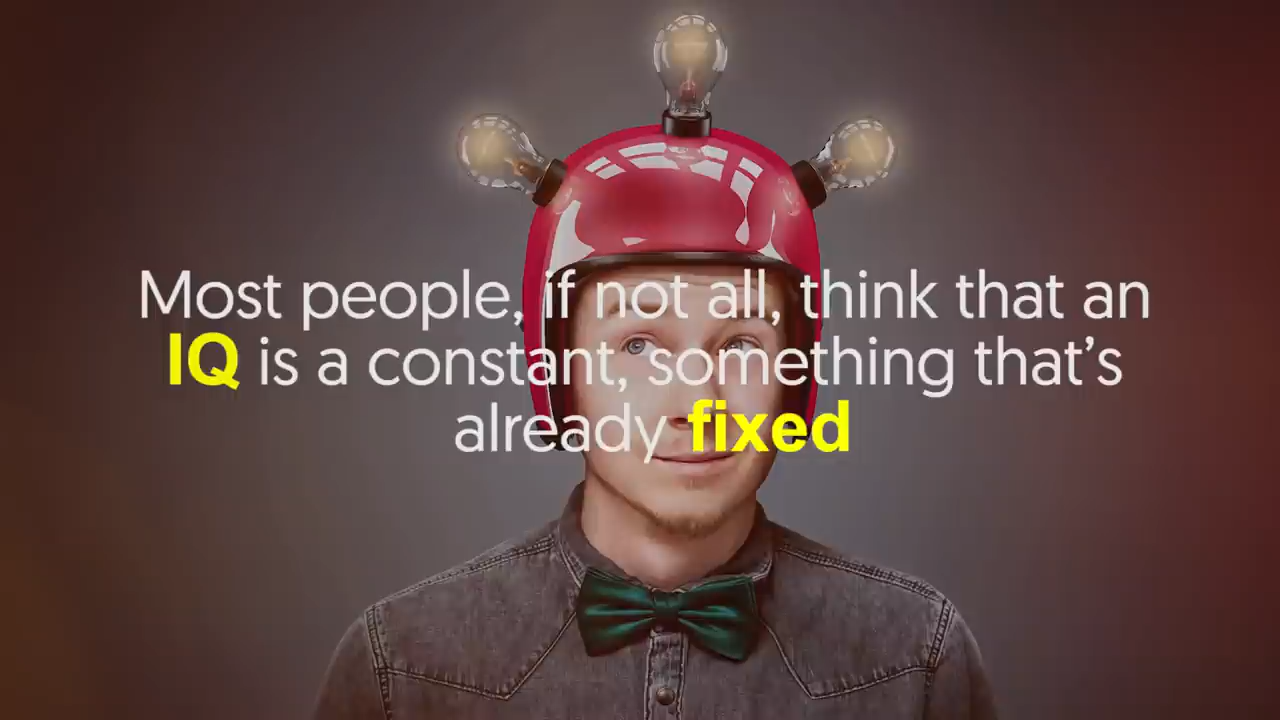 Most people, if not all, think that an
IQ is a constant, something that’s
already fixed